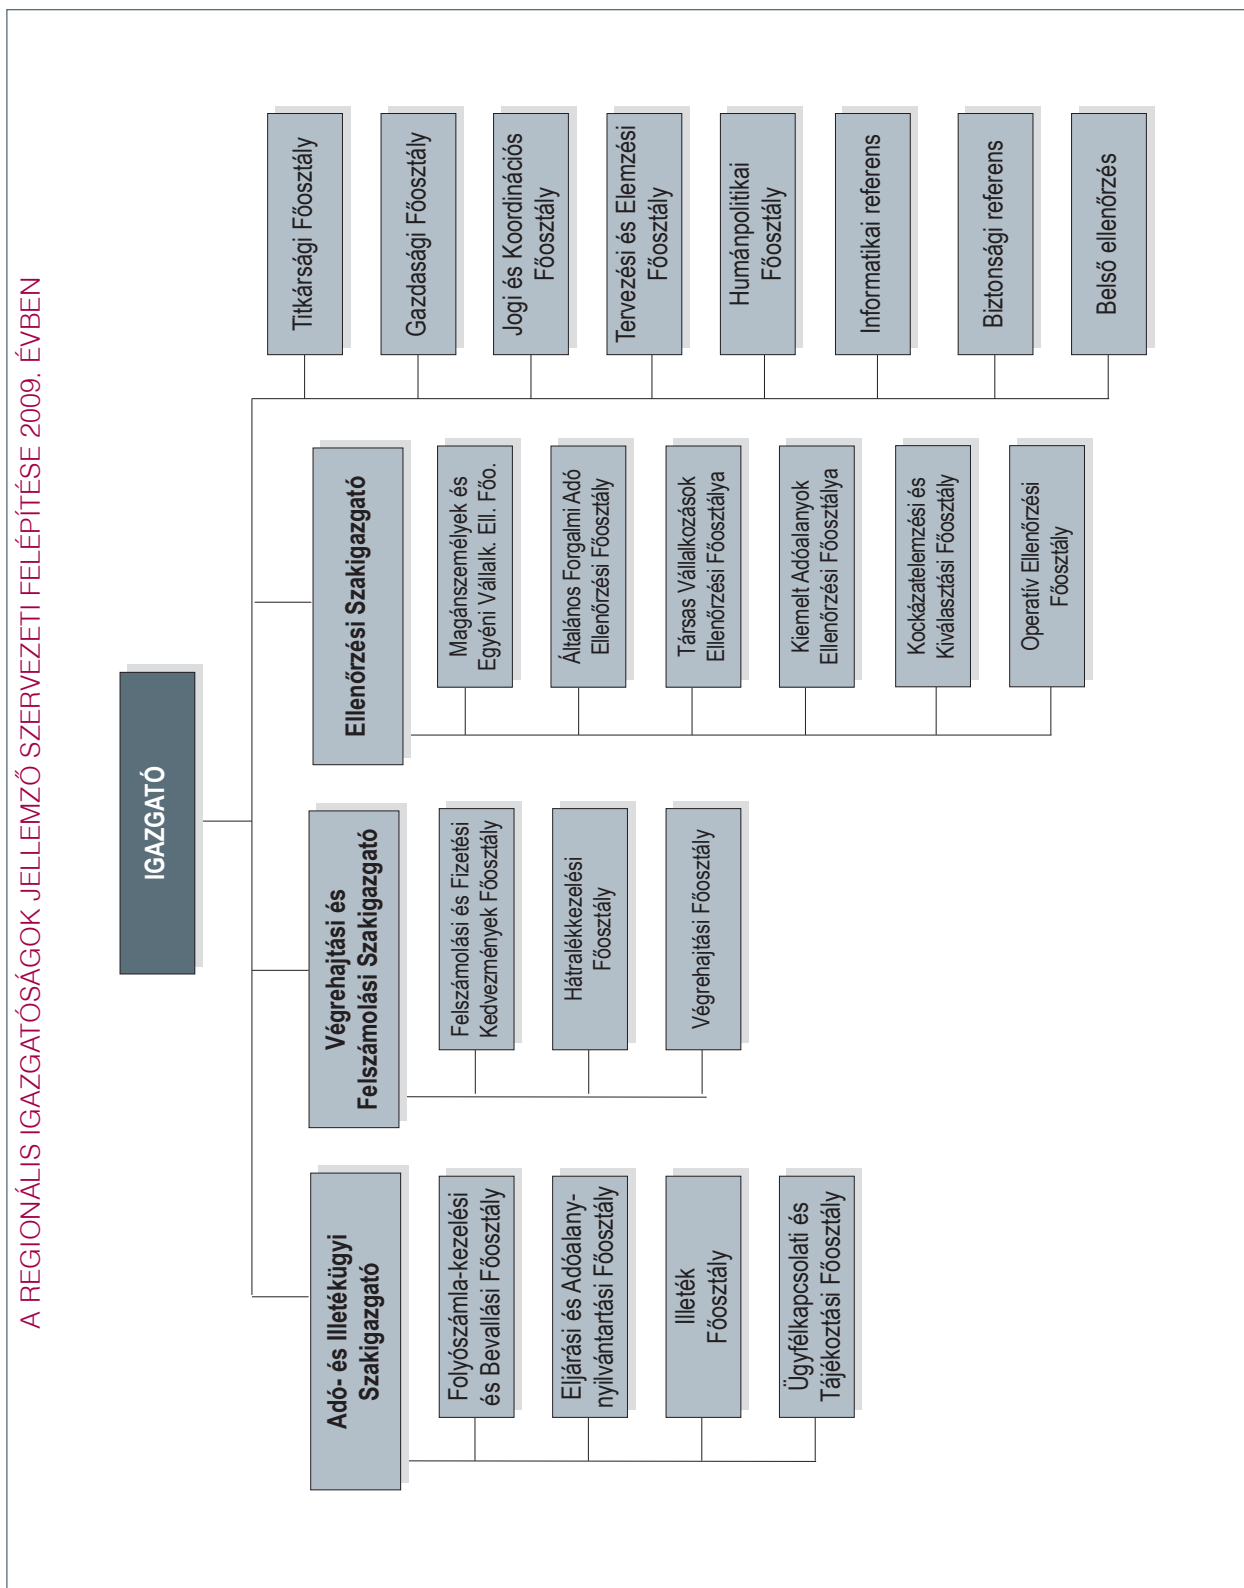 A REGIONÁLIS IGAZGATÓSÁGOK JELLEMZŐ SZERVEZETI FELÉPÍTÉSE 2009. ÉVBEN
IGAZGATÓ
Adó- és Illetékügyi
Szakigazgató
Folyószámla-kezelési
és Bevallási Főosztály
Eljárási és Adóalany-
nyilvántartási Főosztály
Illeték
Főosztály
Ügyfélkapcsolati és
Tájékoztási Főosztály
Végrehajtási és
Felszámolási Szakigazgató
Felszámolási és Fizetési
Kedvezmények Főosztály
Hátralékkezelési
Főosztály
Végrehajtási Főosztály
Ellenőrzési Szakigazgató
Magánszemélyek és
Egyéni Vállalk. Ell. Főo.
Általános Forgalmi Adó
Ellenőrzési Főosztály
Társas Vállalkozások
Ellenőrzési Főosztálya
Kiemelt Adóalanyok
Ellenőrzési Főosztálya
Kockázatelemzési és
Kiválasztási Főosztály
Operatív Ellenőrzési
Főosztály
Titkársági Főosztály
Gazdasági Főosztály
Jogi és Koordinációs
Főosztály
Tervezési és Elemzési
Főosztály
Humánpolitikai
Főosztály
Informatikai referens
Biztonsági referens
Belső ellenőrzés